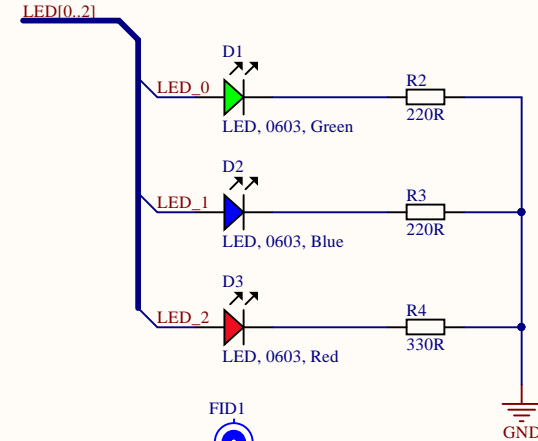 LED[0..2]
D1
LED_0
LED, 0603, Green
R2
220R
D2
LED_1
LED, 0603, Blue
R3
220R
D3
LED_2
LED, 0603, Red
R4
330R
FID1
GND